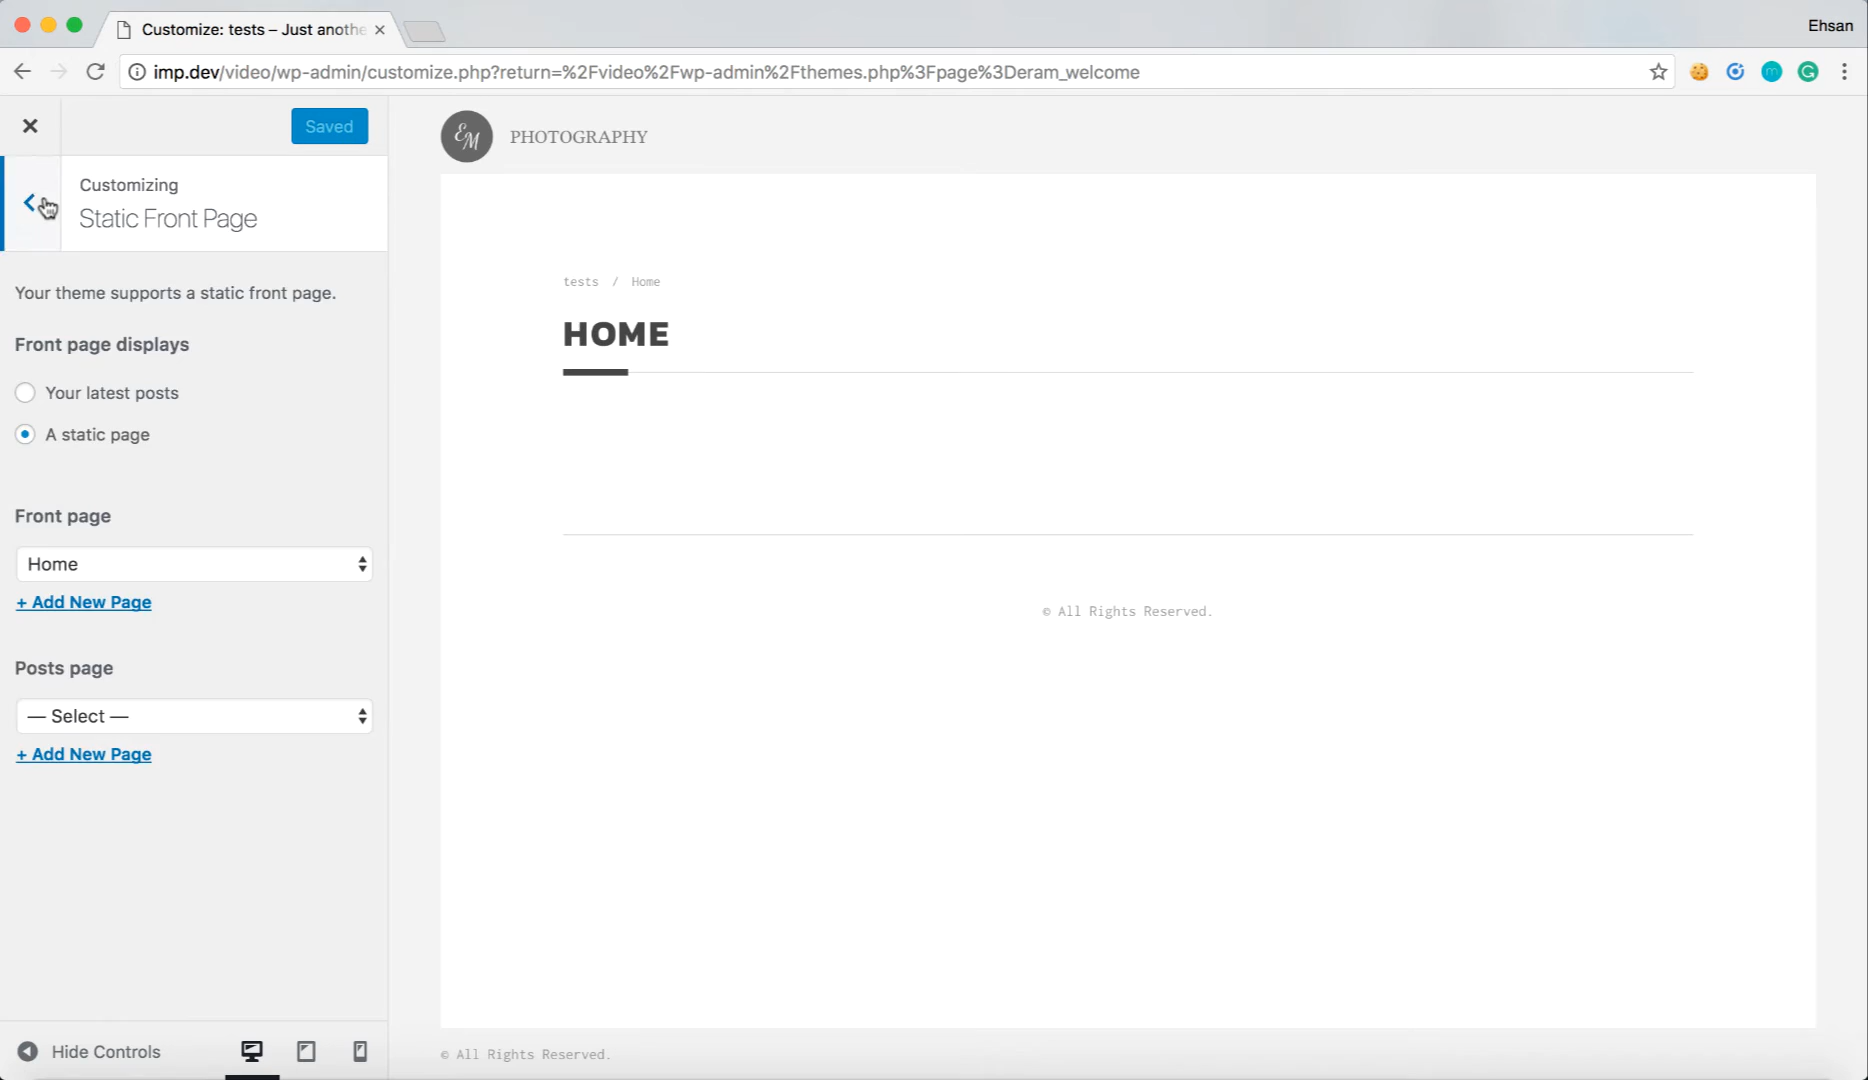 Customize: tests – Just anothe
Ehsan
imp.dev/video/wp-admin/customize.php?return=%2Fvideo%2Fwp-admin%2Fthemes.php%3Fpage%3Deram_welcome
Saved
EM PHOTOGRAPHY
Customizing
Static Front Page
Your theme supports a static front page.
Front page displays
Your latest posts
A static page
Front page
Home
+ Add New Page
Posts page
— Select —
+ Add New Page
Hide Controls
tests / Home
HOME
© All Rights Reserved.
© All Rights Reserved.